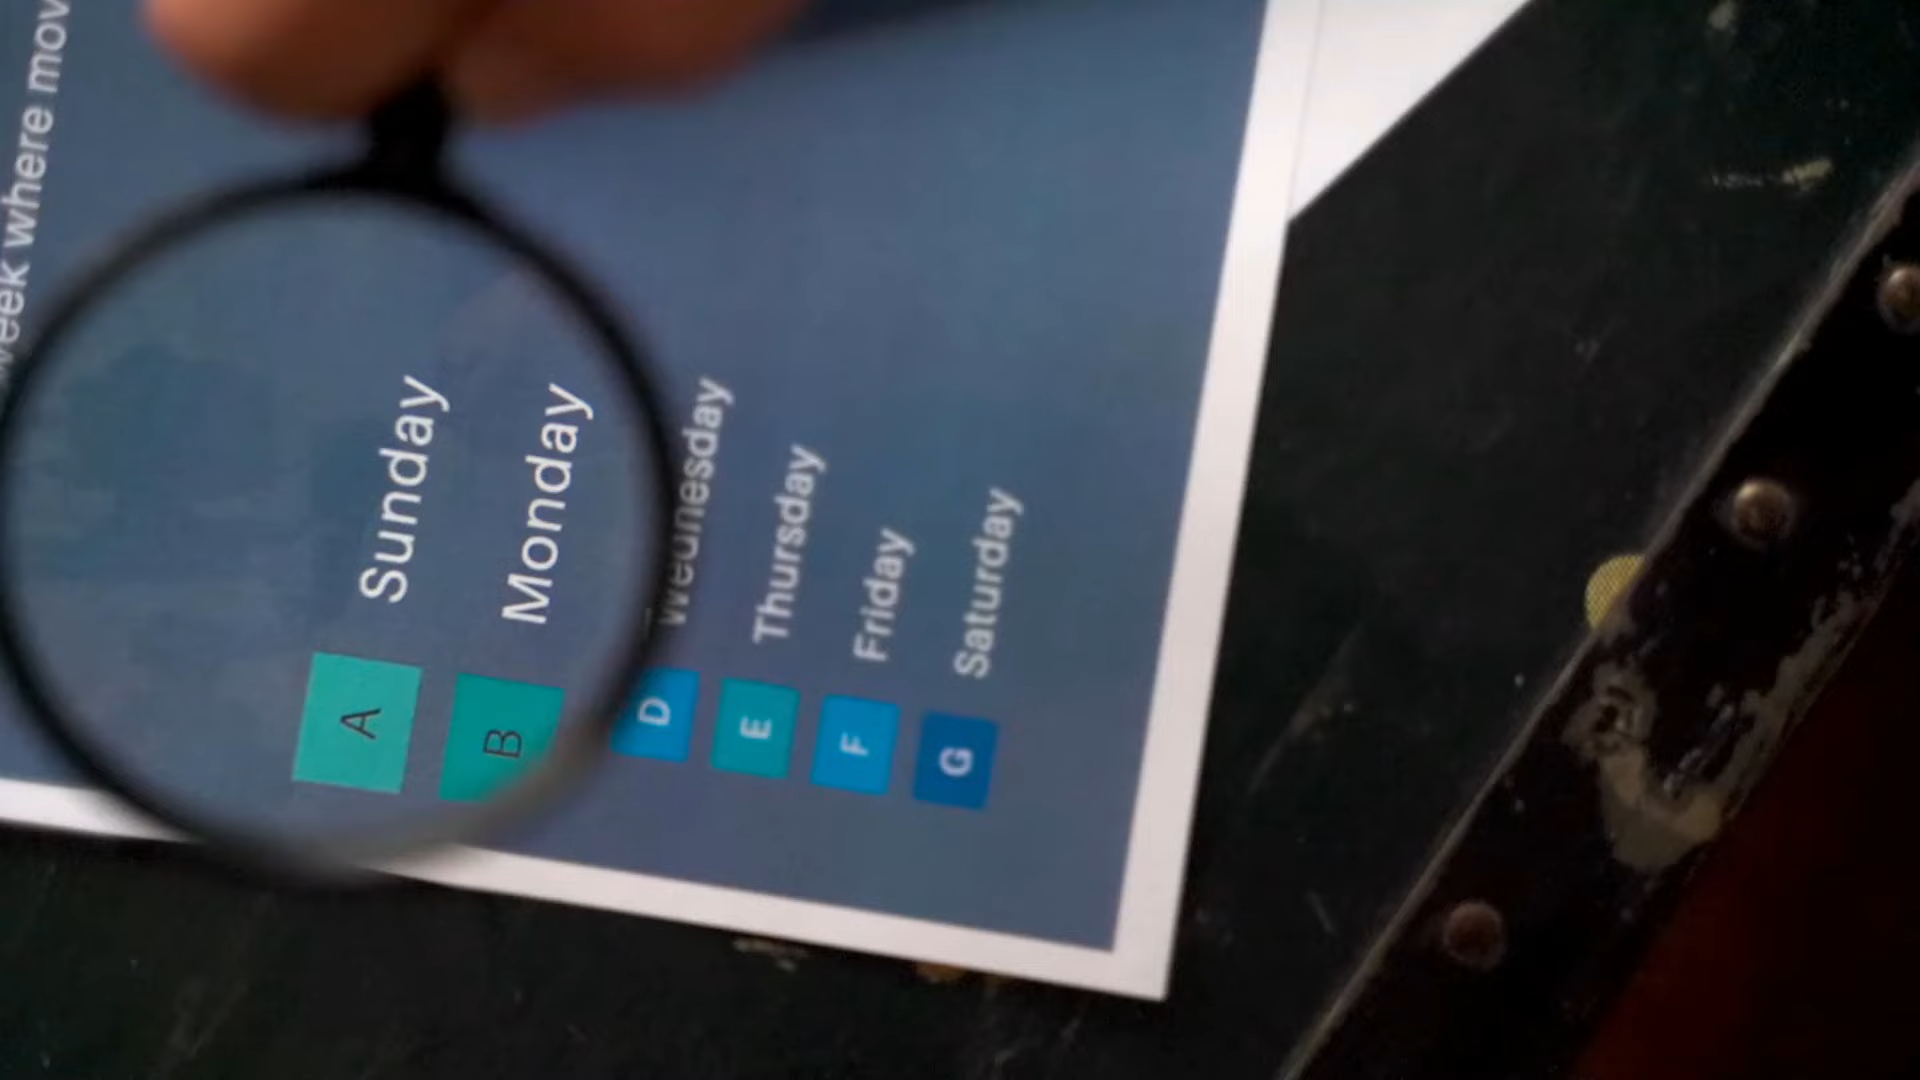 week where mov
A Sunday
B Monday
D Wednesday
E Thursday
F Friday
G Saturday